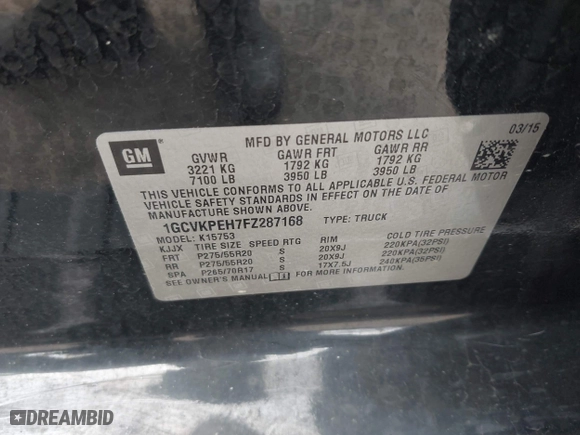 GM
MFD BY GENERAL MOTORS LLC
03/15
GVWR GAWR FRT GAWR RR
3221 KG 1792 KG 1792 KG
7100 LB 3950 LB 3950 LB
THIS VEHICLE CONFORMS TO ALL APPLICABLE U.S. FEDERAL MOTOR
VEHICLE SAFETY STANDARDS IN EFFECT ON THE DATE OF
MANUFACTURE SHOWN ABOVE.
1GCVKPEH7FZ287168 TYPE: TRUCK
MODEL: K15753
KJJX TIRE SIZE SPEED RTG RIM COLD TIRE PRESSURE
FRT P275/55R20 S 20X9J 220KPA(32PSI)
RR P275/55R20 S 20X9J 220KPA(32PSI)
SPA P265/70R17 S 17X7.5J 240KPA(35PSI)
SEE OWNER'S MANUAL
DREAMBID